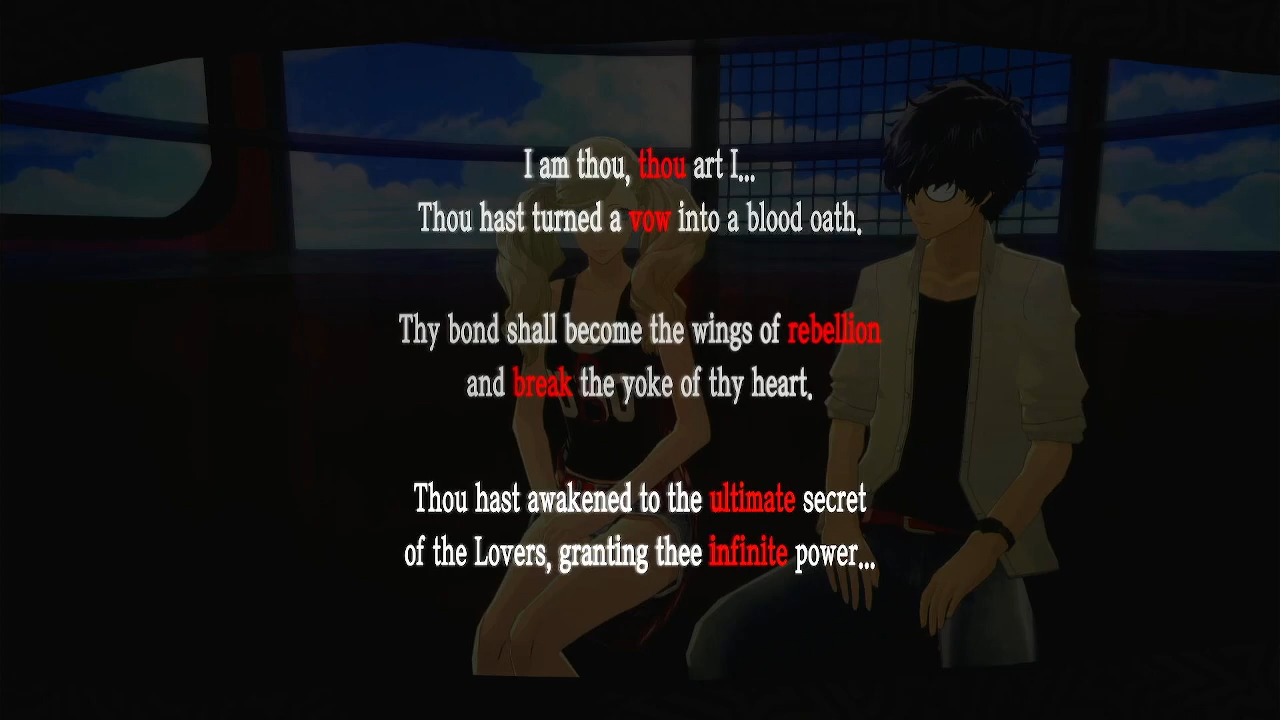 I am thou, thou art I...
Thou hast turned a vow into a blood oath.
Thy bond shall become the wings of rebellion
and break the yoke of thy heart.
Thou hast awakened to the ultimate secret
of the Lovers, granting thee infinite power...